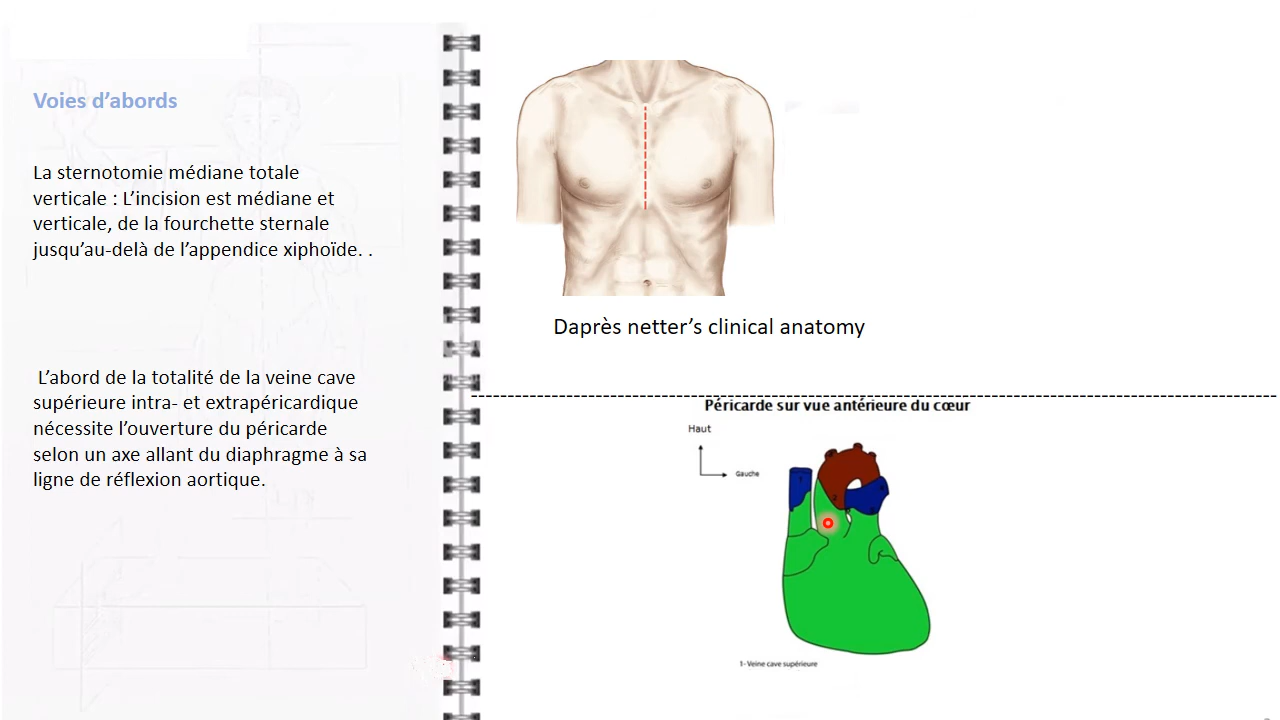 Voies d’abords
La sternotomie médiane totale
verticale : L’incision est médiane et
verticale, de la fourchette sternale
jusqu’au-delà de l’appendice xiphoïde. .
L’abord de la totalité de la veine cave
supérieure intra- et extrapéricardique
nécessite l’ouverture du péricarde
selon un axe allant du diaphragme à sa
ligne de réflexion aortique.
Daprès netter’s clinical anatomy
Péricarde sur vue antérieure du cœur
Haut
Gauche
1
2
1- Veine cave supérieure